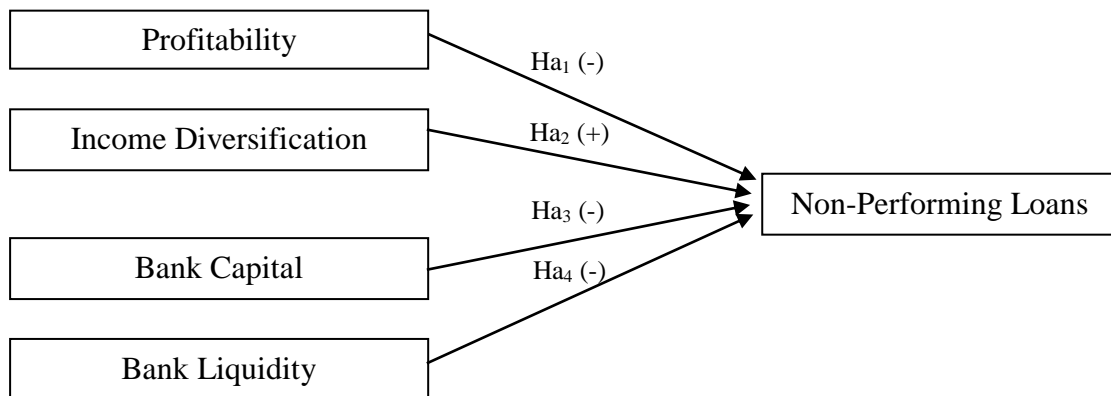 Profitability
Ha₁ (-)
Income Diversification
Ha₂ (+)
Non-Performing Loans
Ha₃ (-)
Bank Capital
Ha₄ (-)
Bank Liquidity